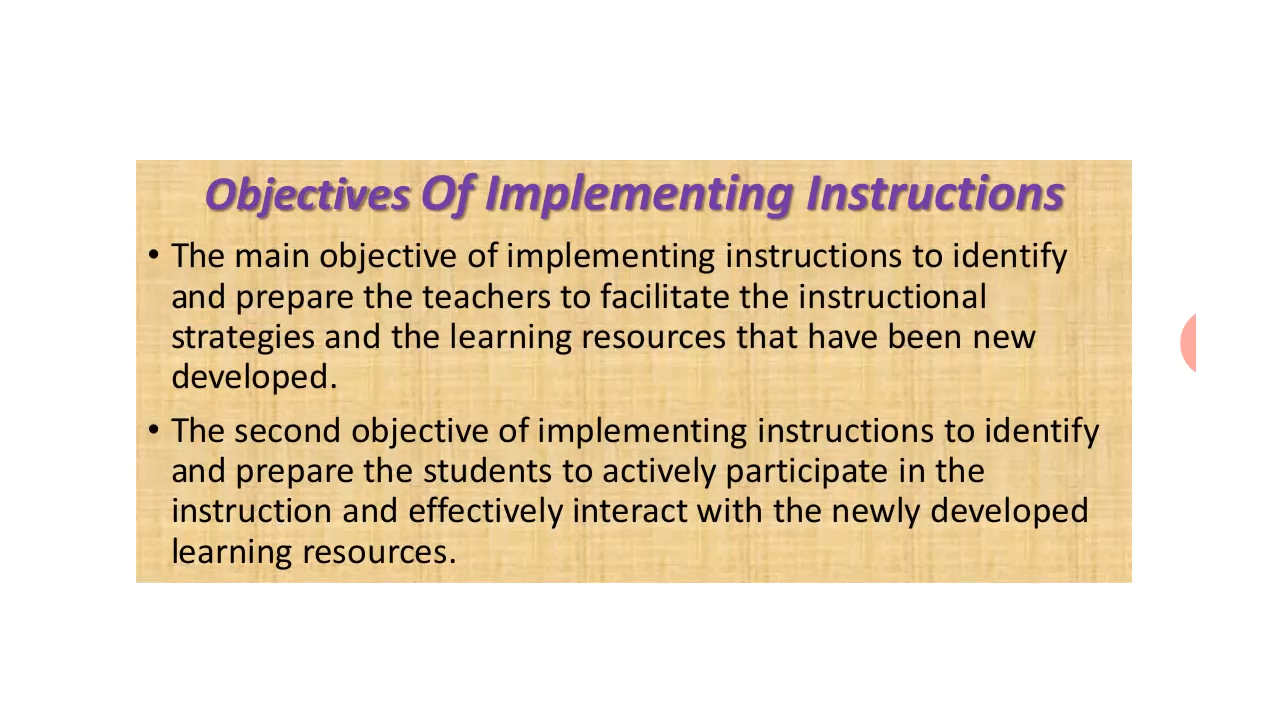 Objectives Of Implementing Instructions
• The main objective of implementing instructions to identify
and prepare the teachers to facilitate the instructional
strategies and the learning resources that have been new
developed.
• The second objective of implementing instructions to identify
and prepare the students to actively participate in the
instruction and effectively interact with the newly developed
learning resources.